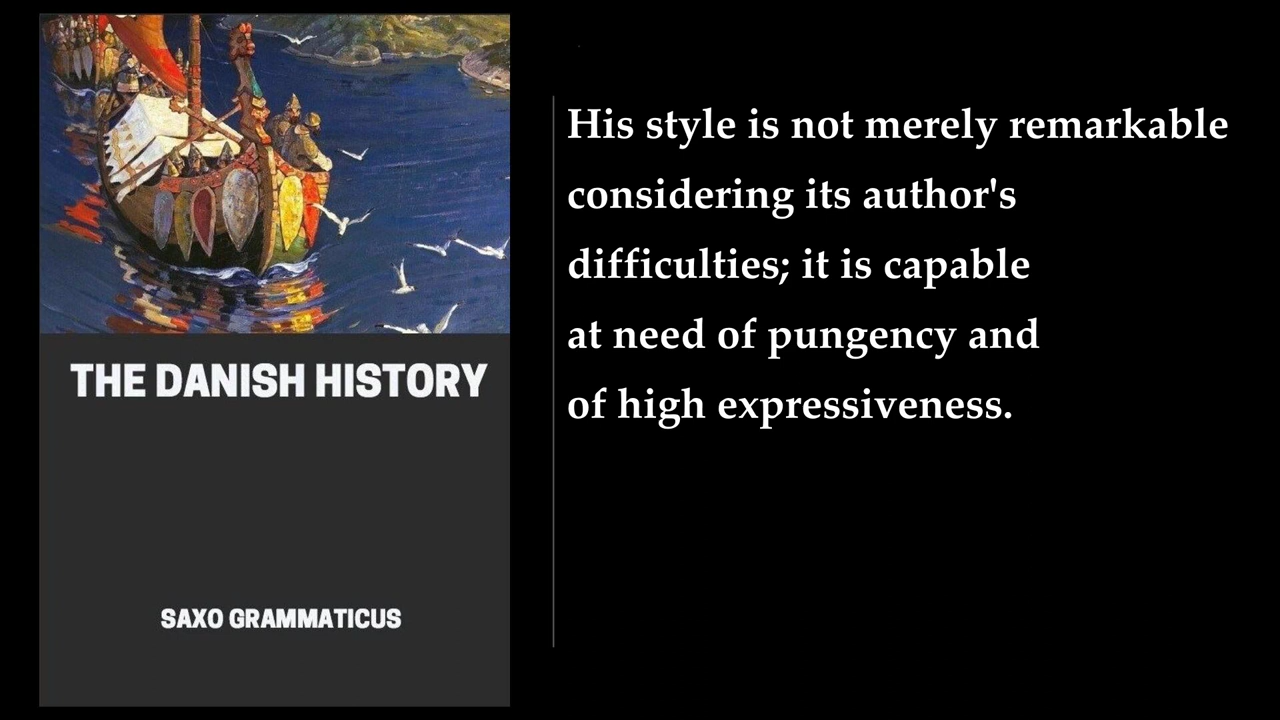 THE DANISH HISTORY
SAXO GRAMMATICUS
His style is not merely remarkable
considering its author's
difficulties; it is capable
at need of pungency and
of high expressiveness.